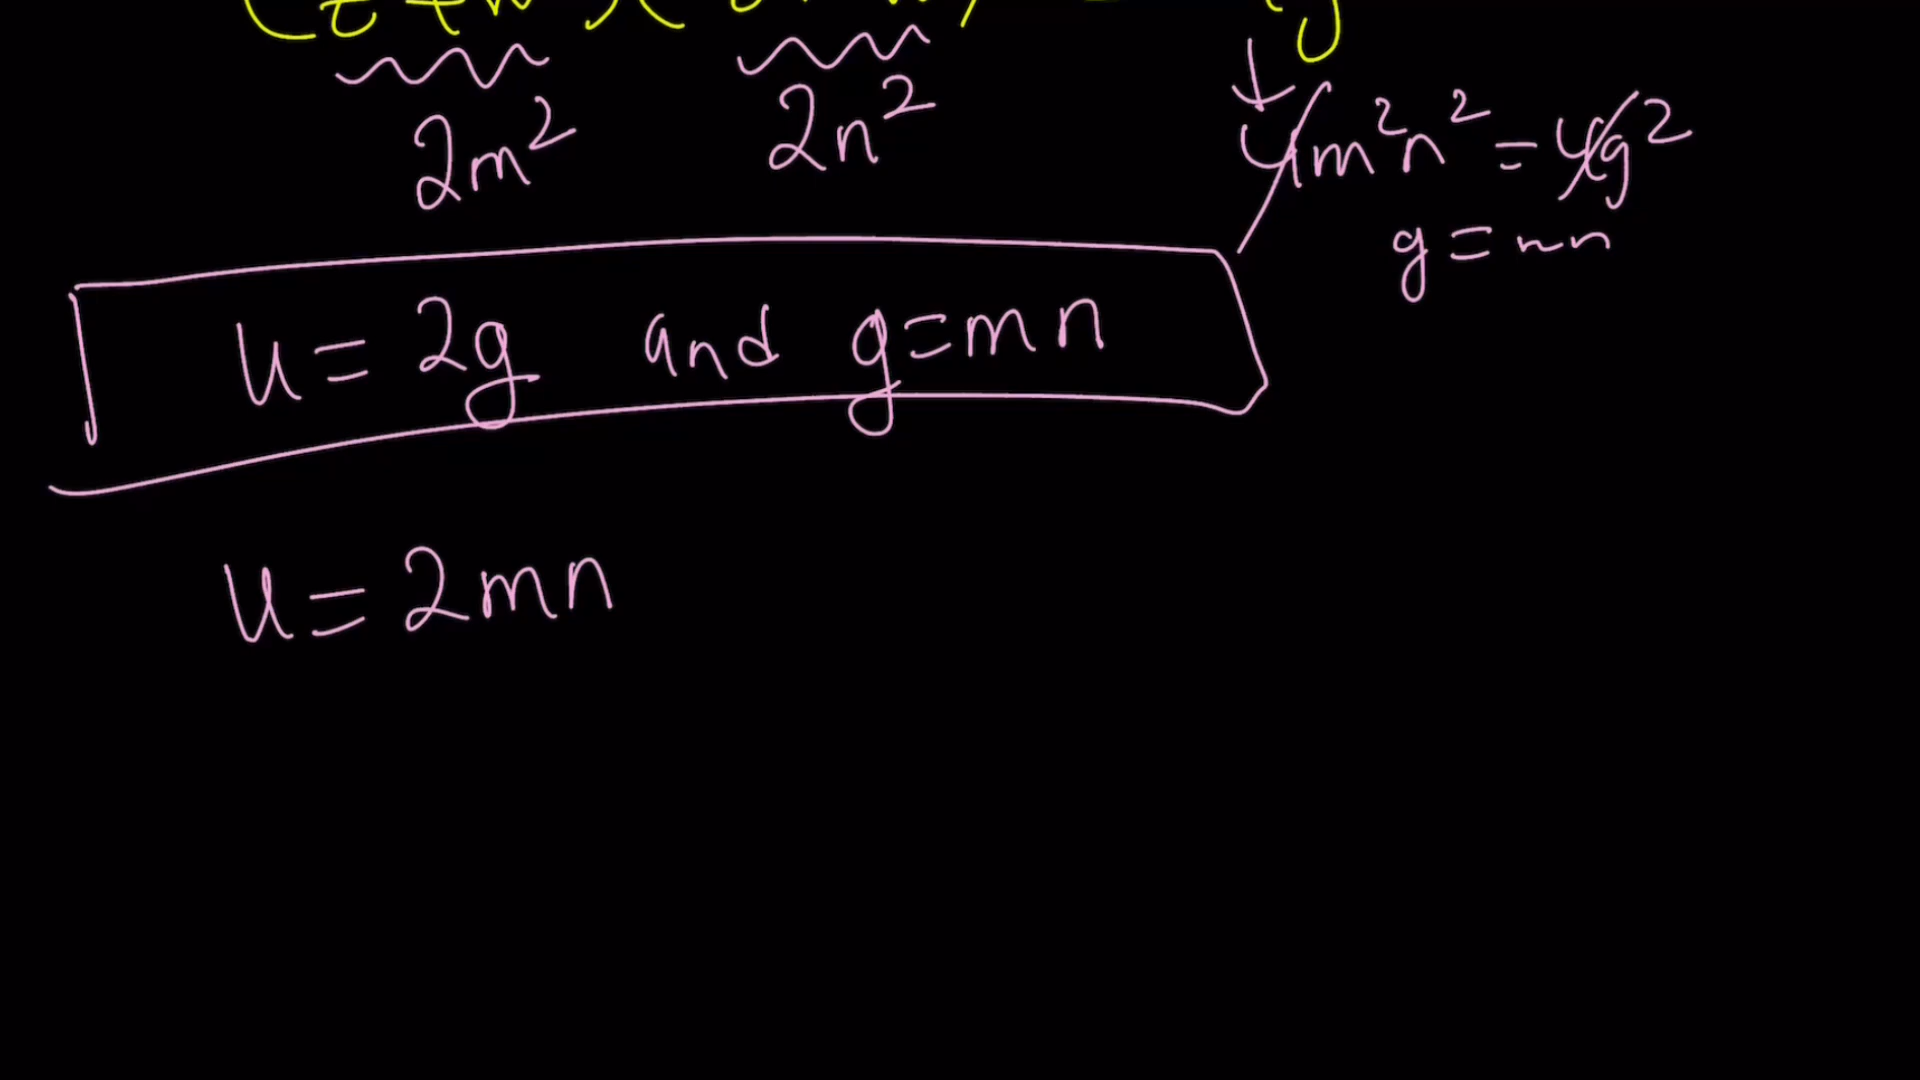 2m² 2n² 4m²n² = 4g²
g = mn
u = 2g and g = mn
u = 2mn